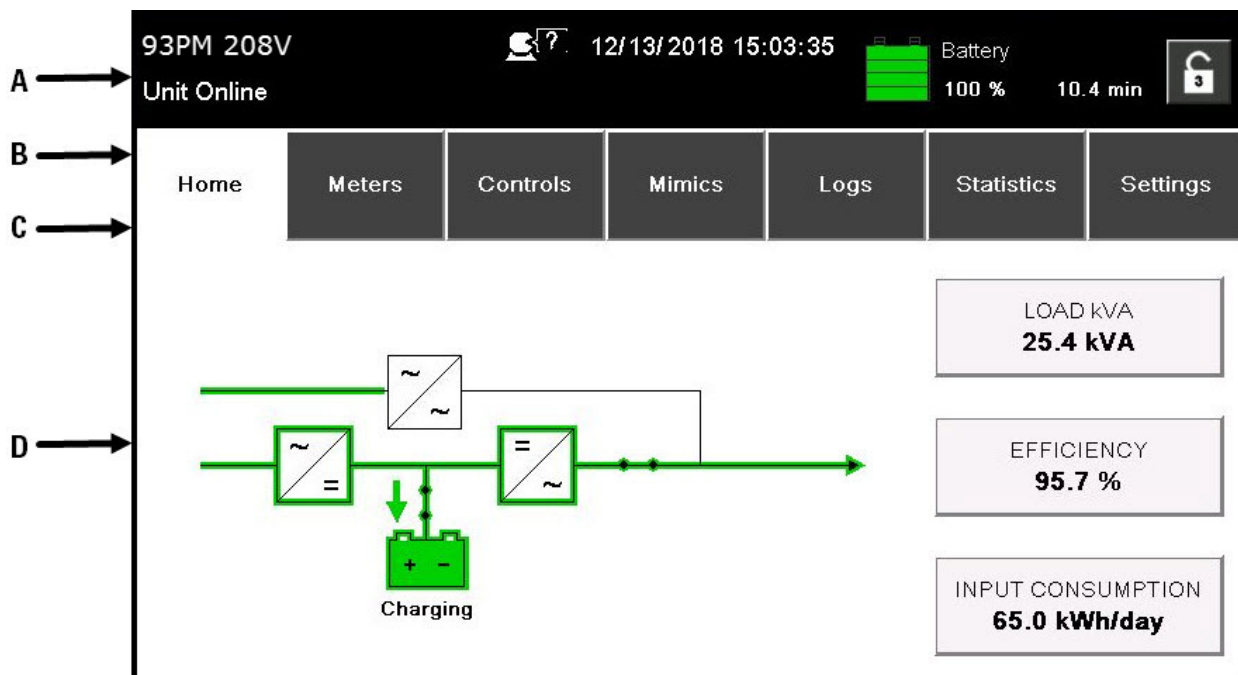 93PM 208V
? 12/13/2018 15:03:35
Battery
A
Unit Online
100 % 10.4 min
3
B
Home Meters Controls Mimics Logs Statistics Settings
C
LOAD kVA
25.4 kVA
~
~
D
~
=
=
~
EFFICIENCY
95.7 %
+ -
Charging
INPUT CONSUMPTION
65.0 kWh/day